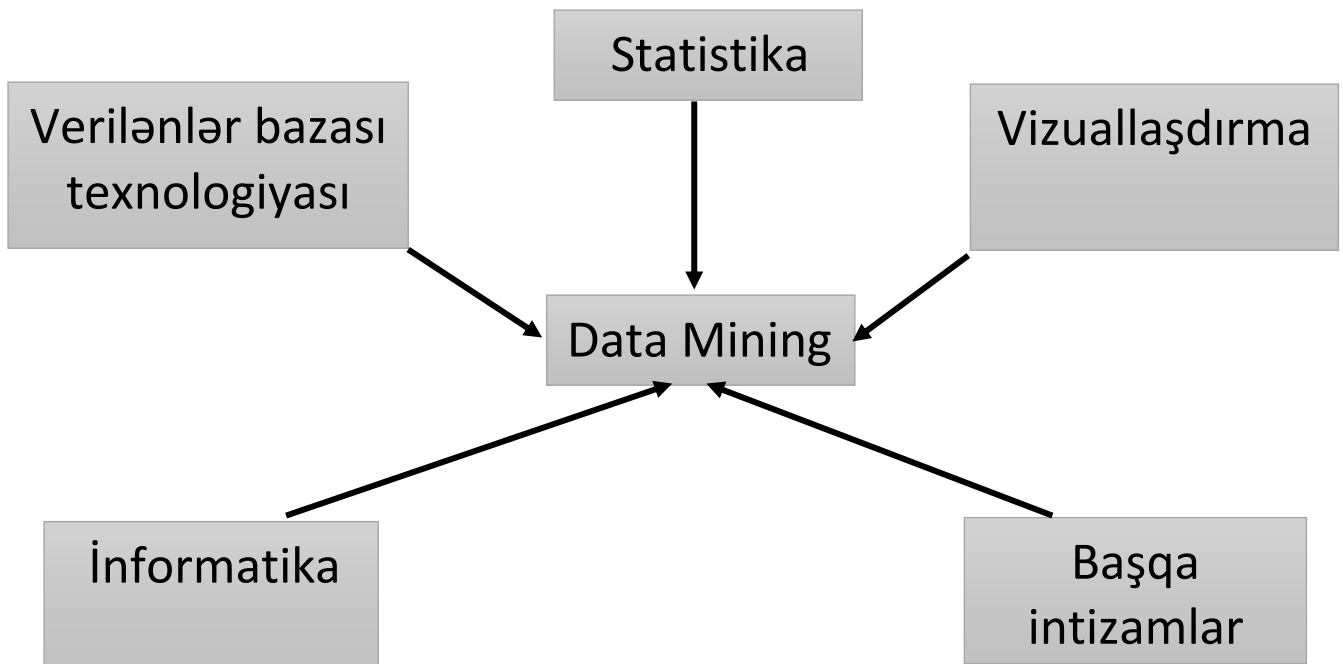 Statistika
Verilənlər bazası
texnologiyası
Vizuallaşdırma
Data Mining
İnformatika
Başqa
intizamlar